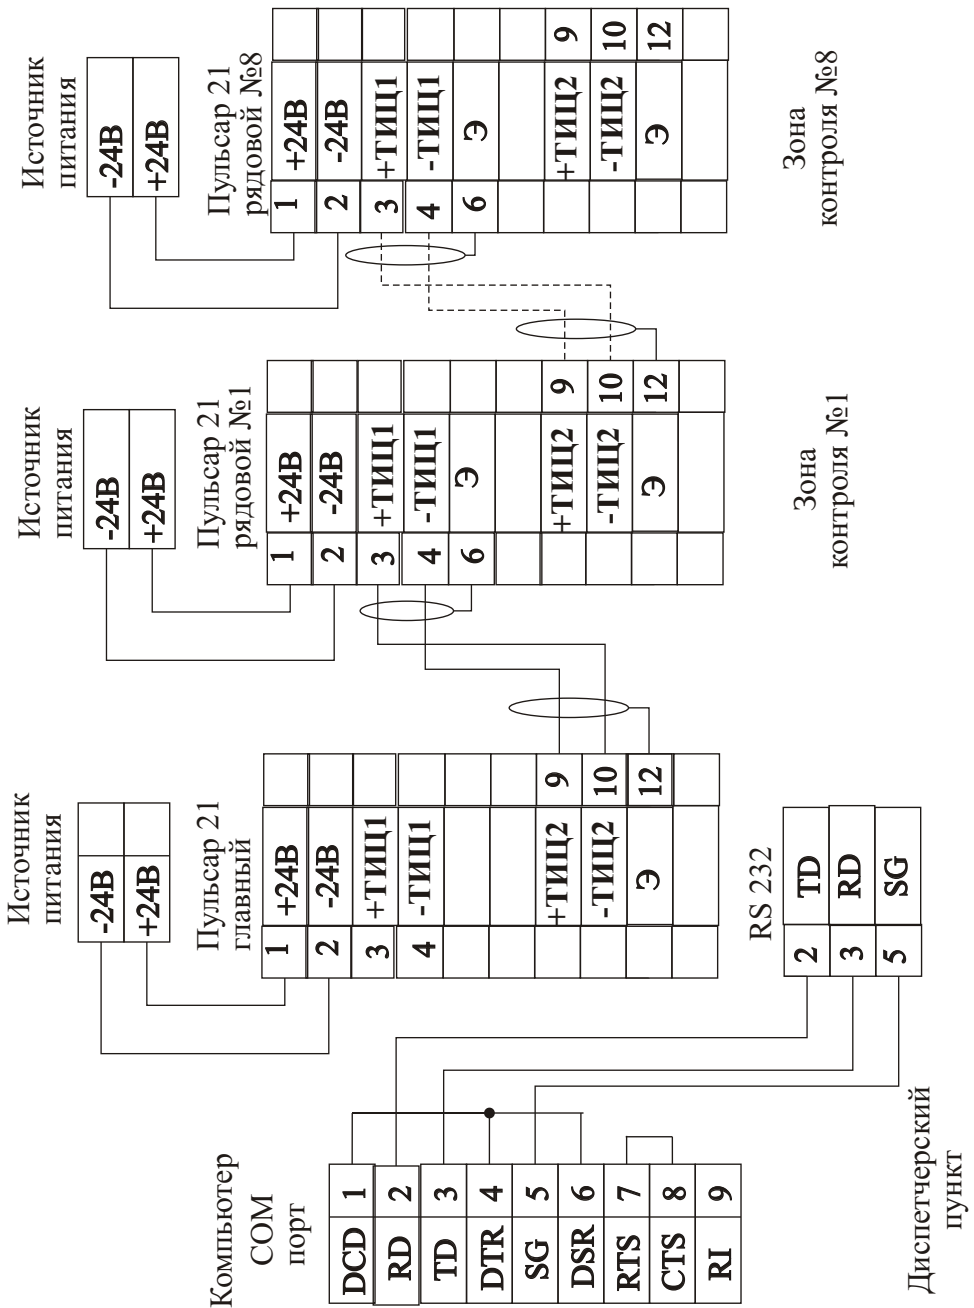 Компьютер
COM
порт
DCD 1
RD 2
TD 3
DTR 4
SG 5
DSR 6
RTS 7
CTS 8
RI 9
Диспетчерский
пункт
RS 232
2 TD
3 RD
5 SG
Источник
питания
-24В
+24В
Пульсар 21
главный
1 +24В
2 -24В
3 +ТИЦ1
4 -ТИЦ1
+ТИЦ2 9
-ТИЦ2 10
Э 12
Источник
питания
-24В
+24В
Пульсар 21
рядовой №1
1 +24В
2 -24В
3 +ТИЦ1
4 -ТИЦ1
6 Э
+ТИЦ2 9
-ТИЦ2 10
Э 12
Зона
контроля №1
Источник
питания
-24В
+24В
Пульсар 21
рядовой №8
1 +24В
2 -24В
3 +ТИЦ1
4 -ТИЦ1
6 Э
+ТИЦ2 9
-ТИЦ2 10
Э 12
Зона
контроля №8